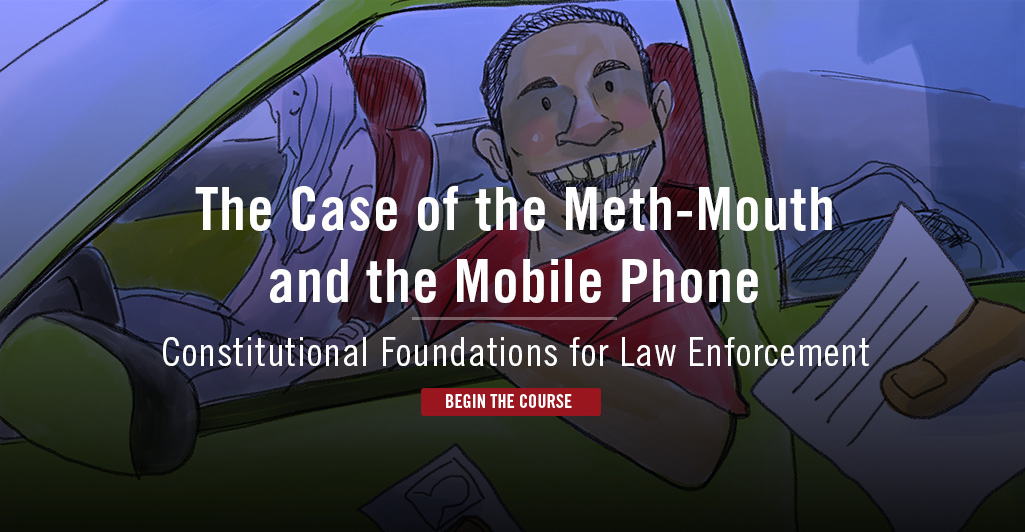 The Case of the Meth-Mouth
and the Mobile Phone
Constitutional Foundations for Law Enforcement
BEGIN THE COURSE